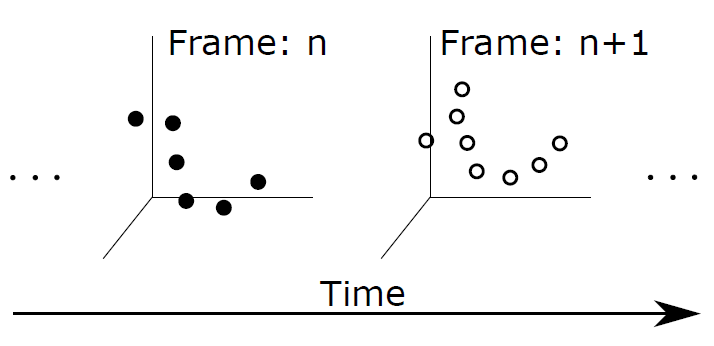 Frame: n
Frame: n+1
. . .
. . .
Time